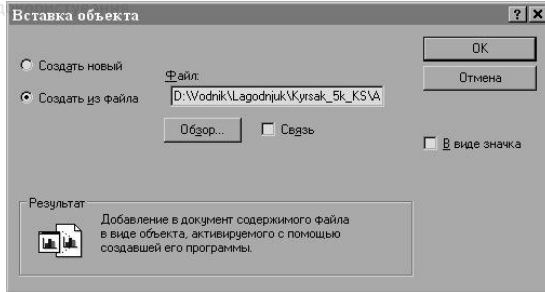 Вставка объекта
Создать новый
Создать из файла
Файл:
D:\Vodnik\Lagodnjuk\Kyrsak_5k_KS\A
Обзор...
Связь
OK
Отмена
В виде значка
Результат
Добавление в документ содержимого файла
в виде объекта, активируемого с помощью
создавшей его программы.